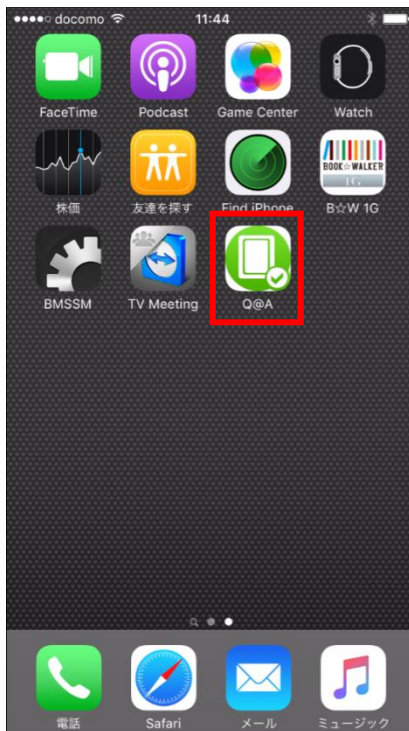 docomo 11:44
FaceTime Podcast Game Center Watch
BOOK☆WALKER
1G
株価 友達を探す Find iPhone B☆W 1G
BMSSM TV Meeting Q@A
電話 Safari メール ミュージック